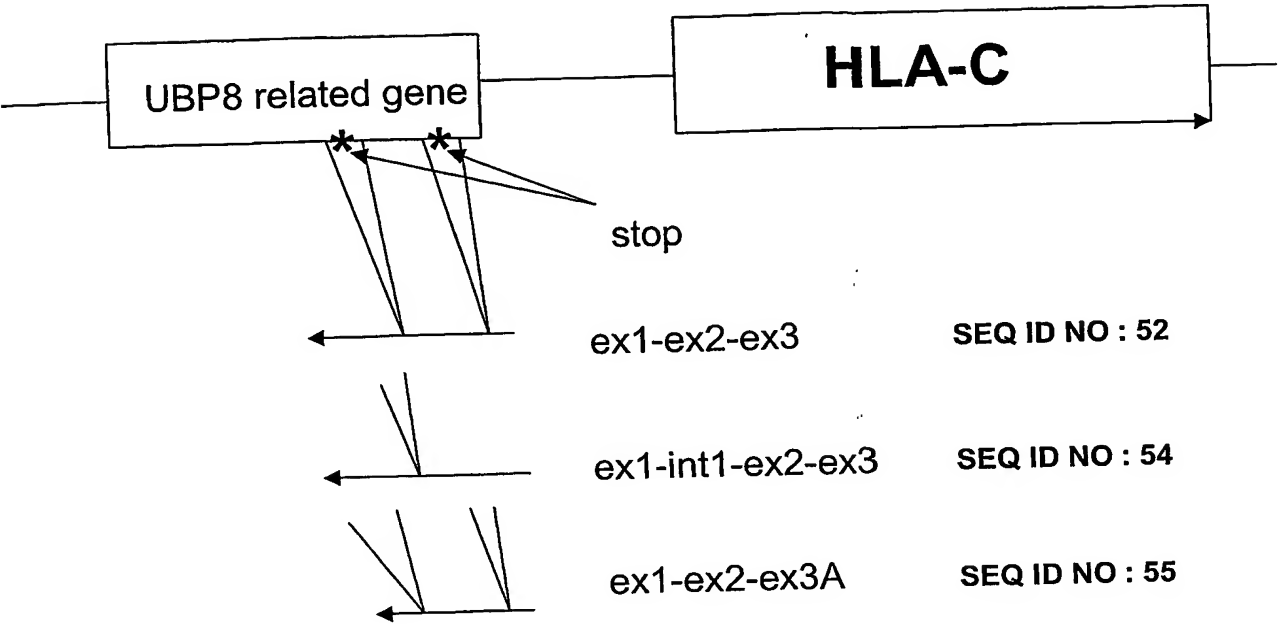 UBP8 related gene
HLA-C
* *
stop
ex1-ex2-ex3 SEQ ID NO : 52
ex1-int1-ex2-ex3 SEQ ID NO : 54
ex1-ex2-ex3A SEQ ID NO : 55